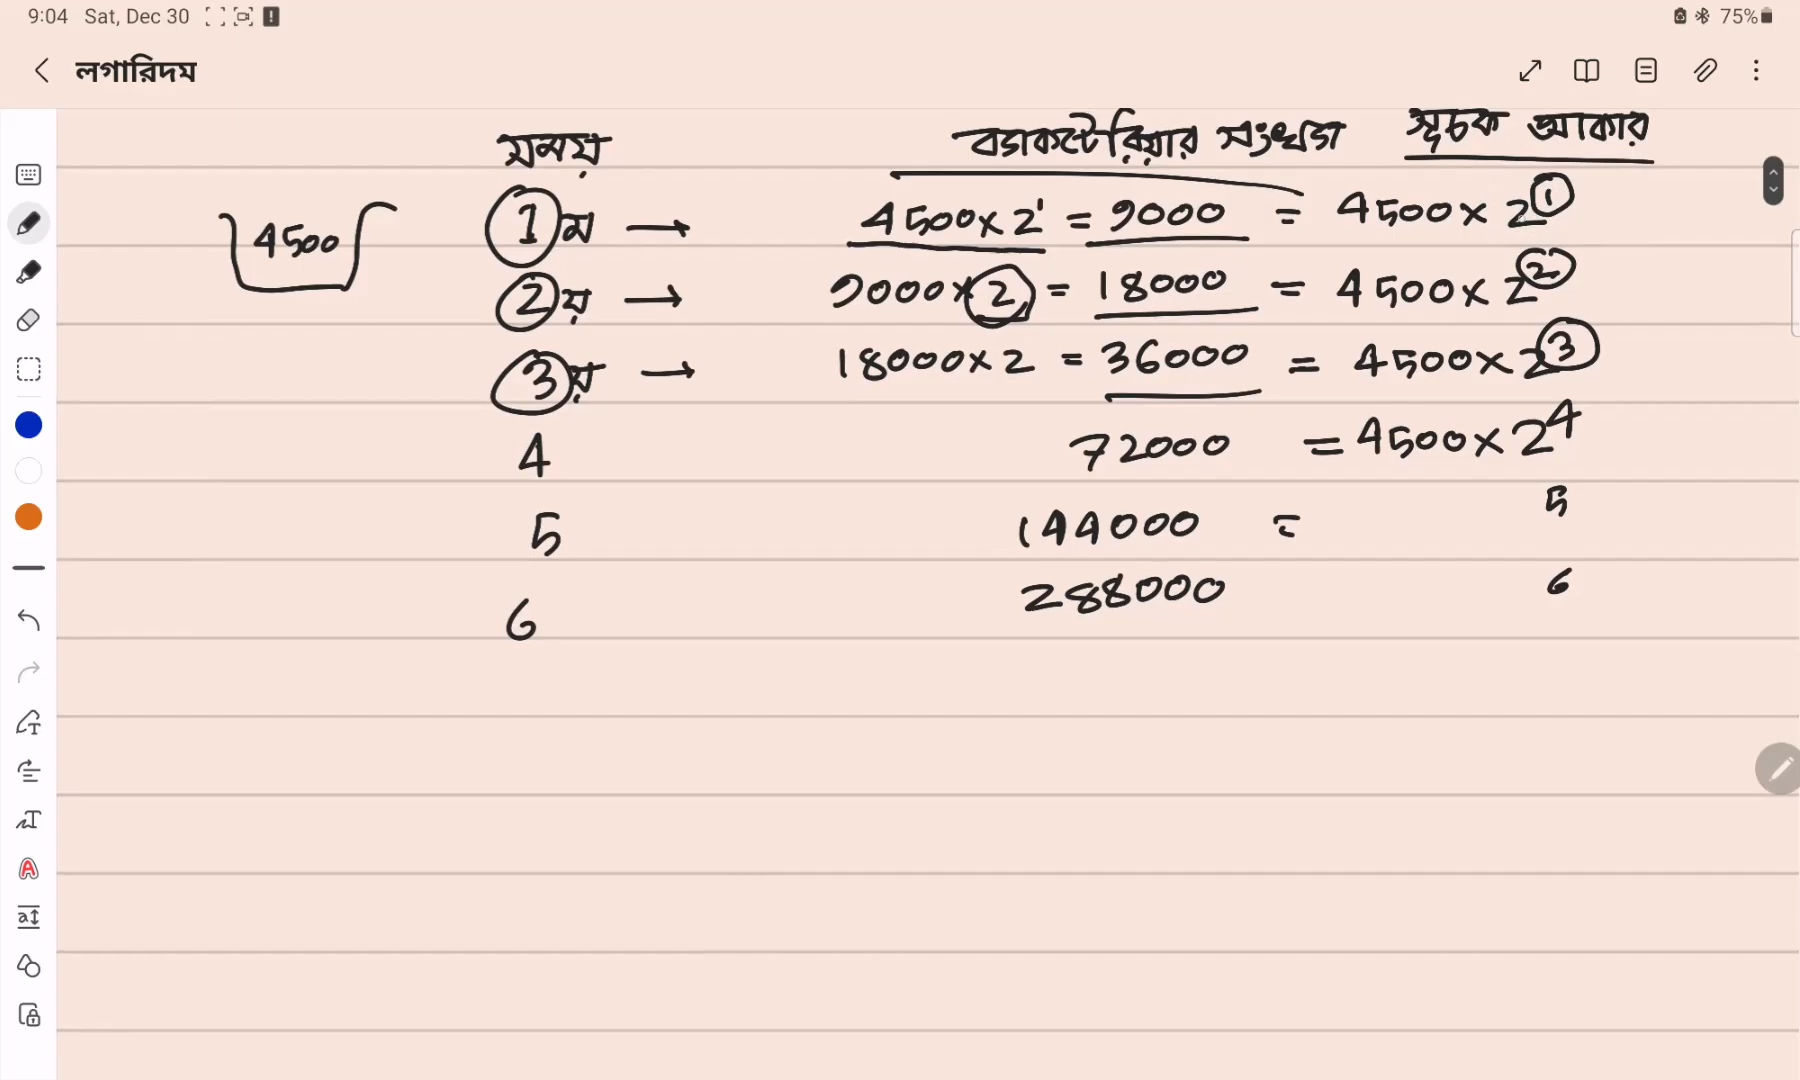 9:04 Sat, Dec 30 75%
লগারিদম
সময় ব্যাকটেরিয়ার সংখ্যা সূচক আকার
4500
1ম → 4500 × 2¹ = 9000 = 4500 × 2¹
2য় → 9000 × 2 = 18000 = 4500 × 2²
3য় → 18000 × 2 = 36000 = 4500 × 2³
4 72000 = 4500 × 2⁴
5 144000 = 5
6 288000 6